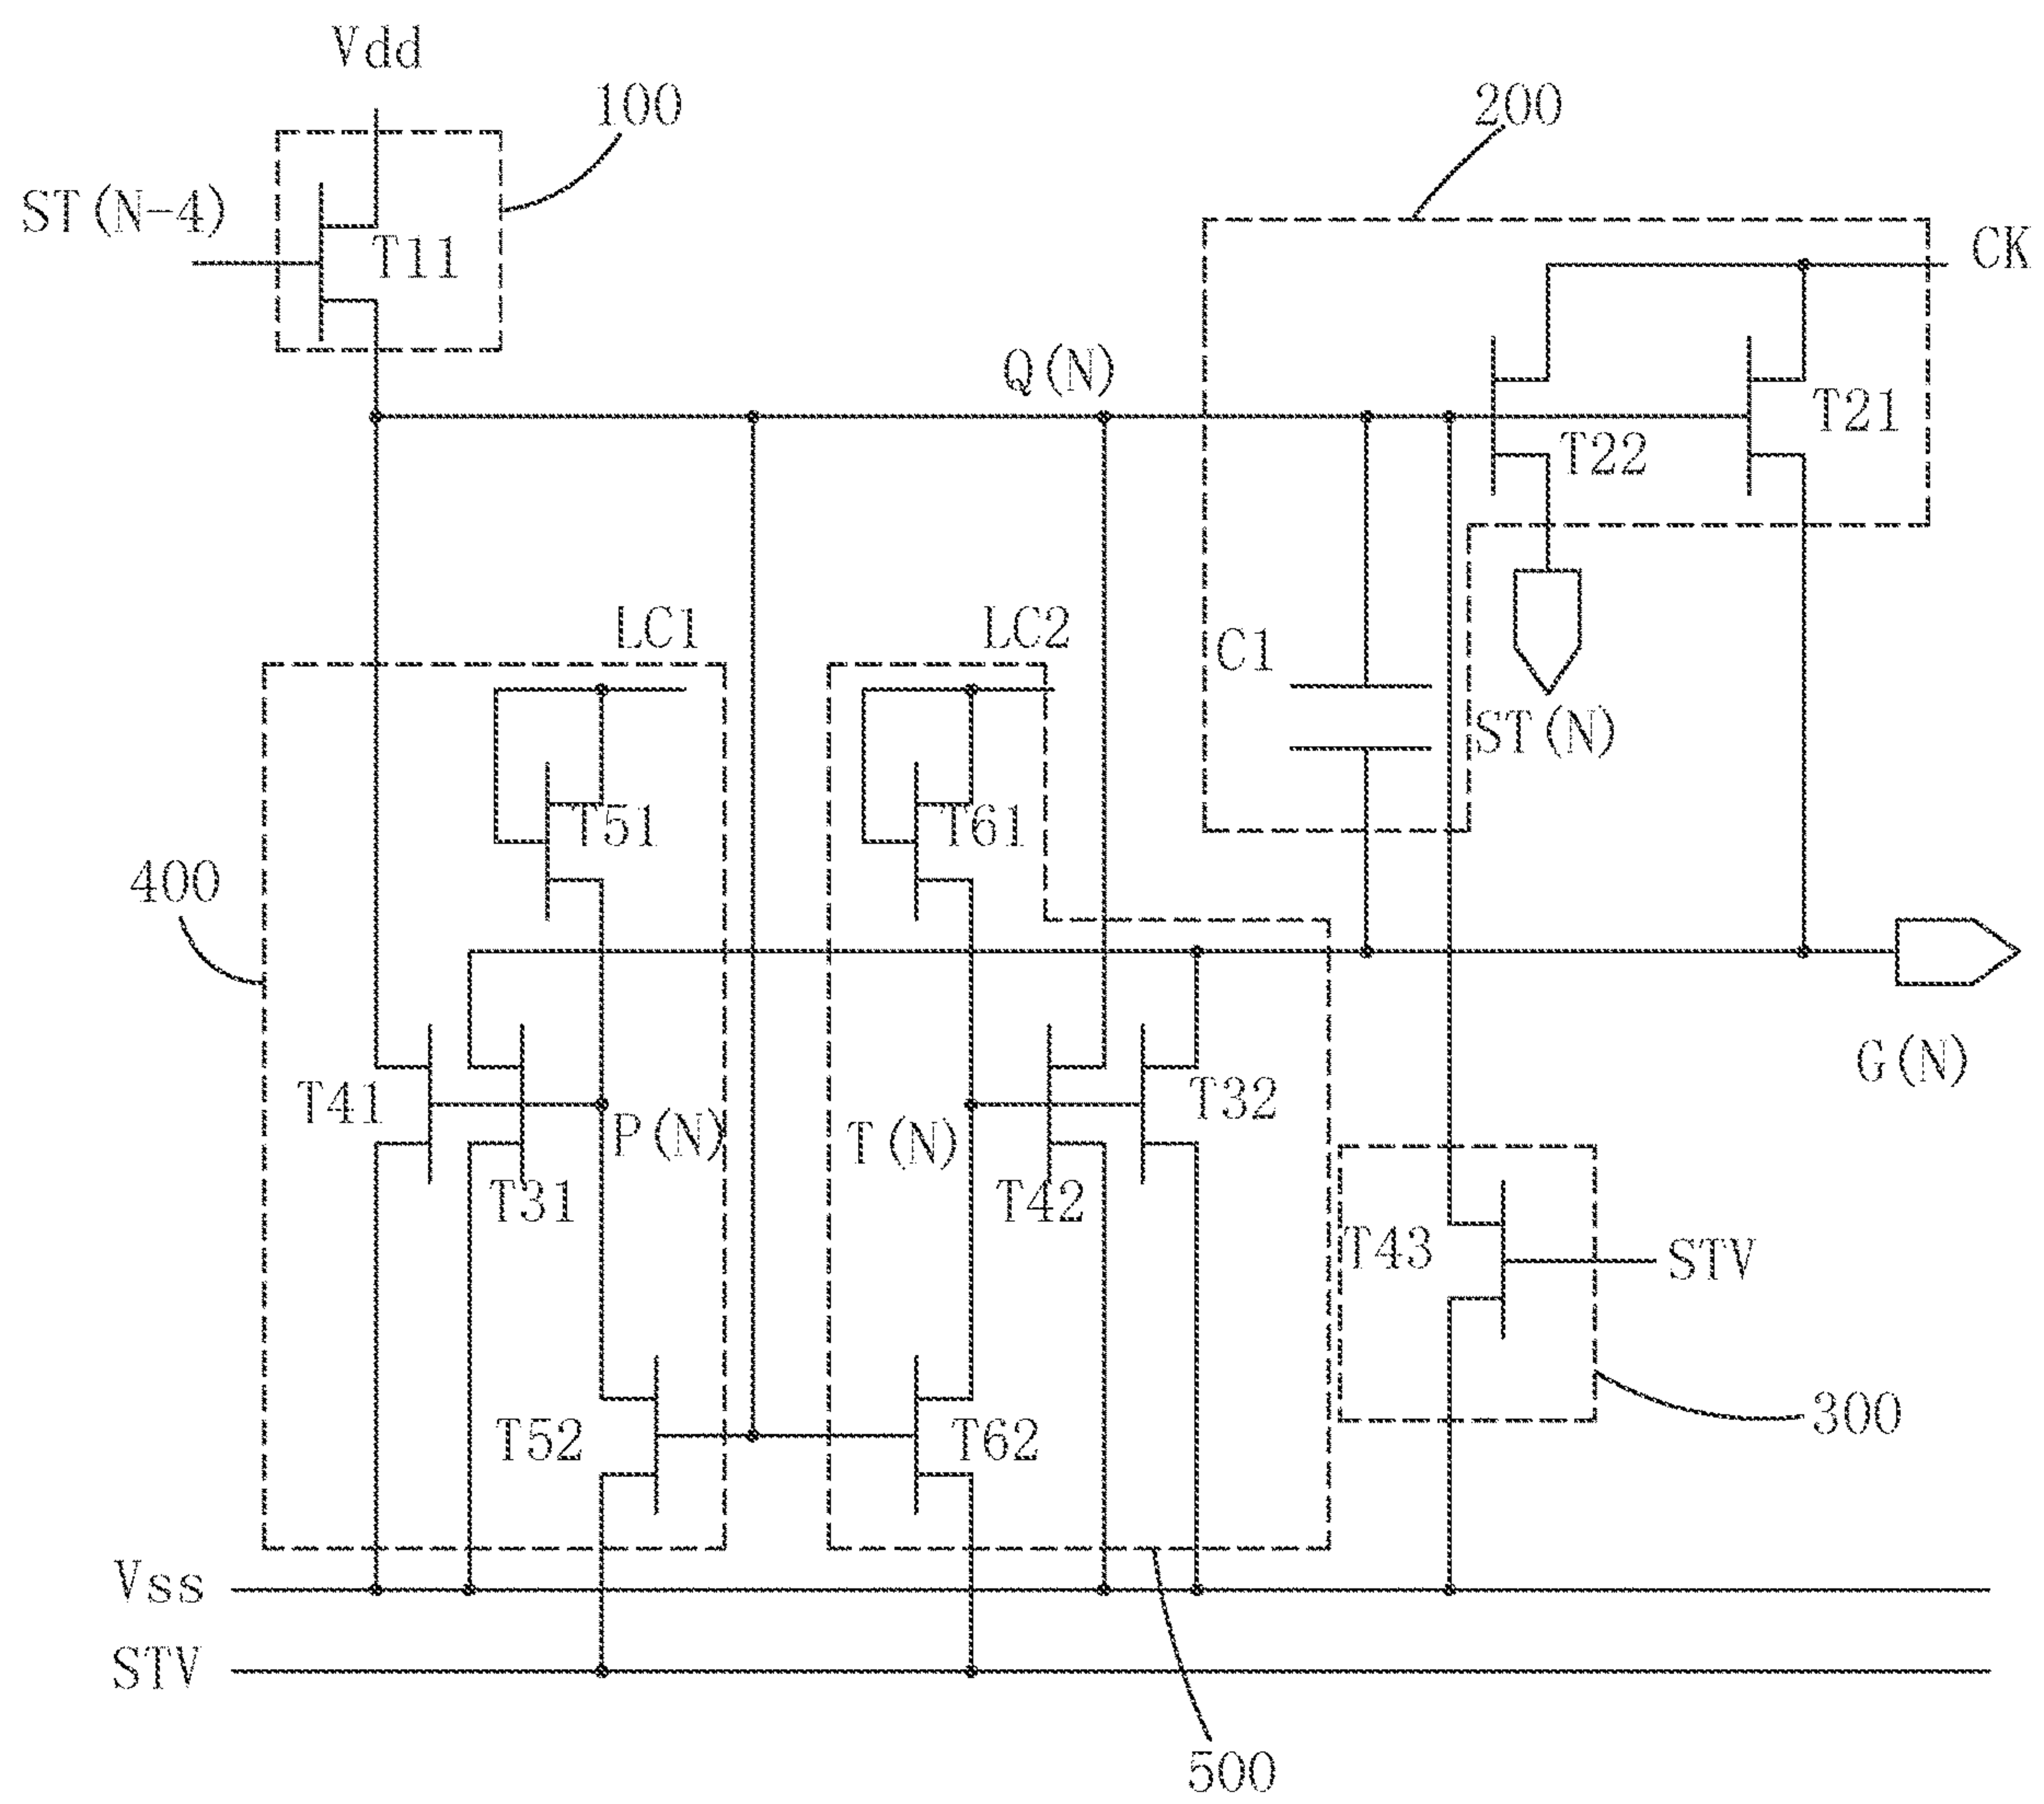 Vdd
100
200
ST(N-4)
T11
CK
Q(N)
T21
T22
LC1
LC2
C1
ST(N)
T51
T61
400
G(N)
T41
P(N)
T(N)
T32
T31
T42
T43
STV
T52
T62
300
Vss
STV
500